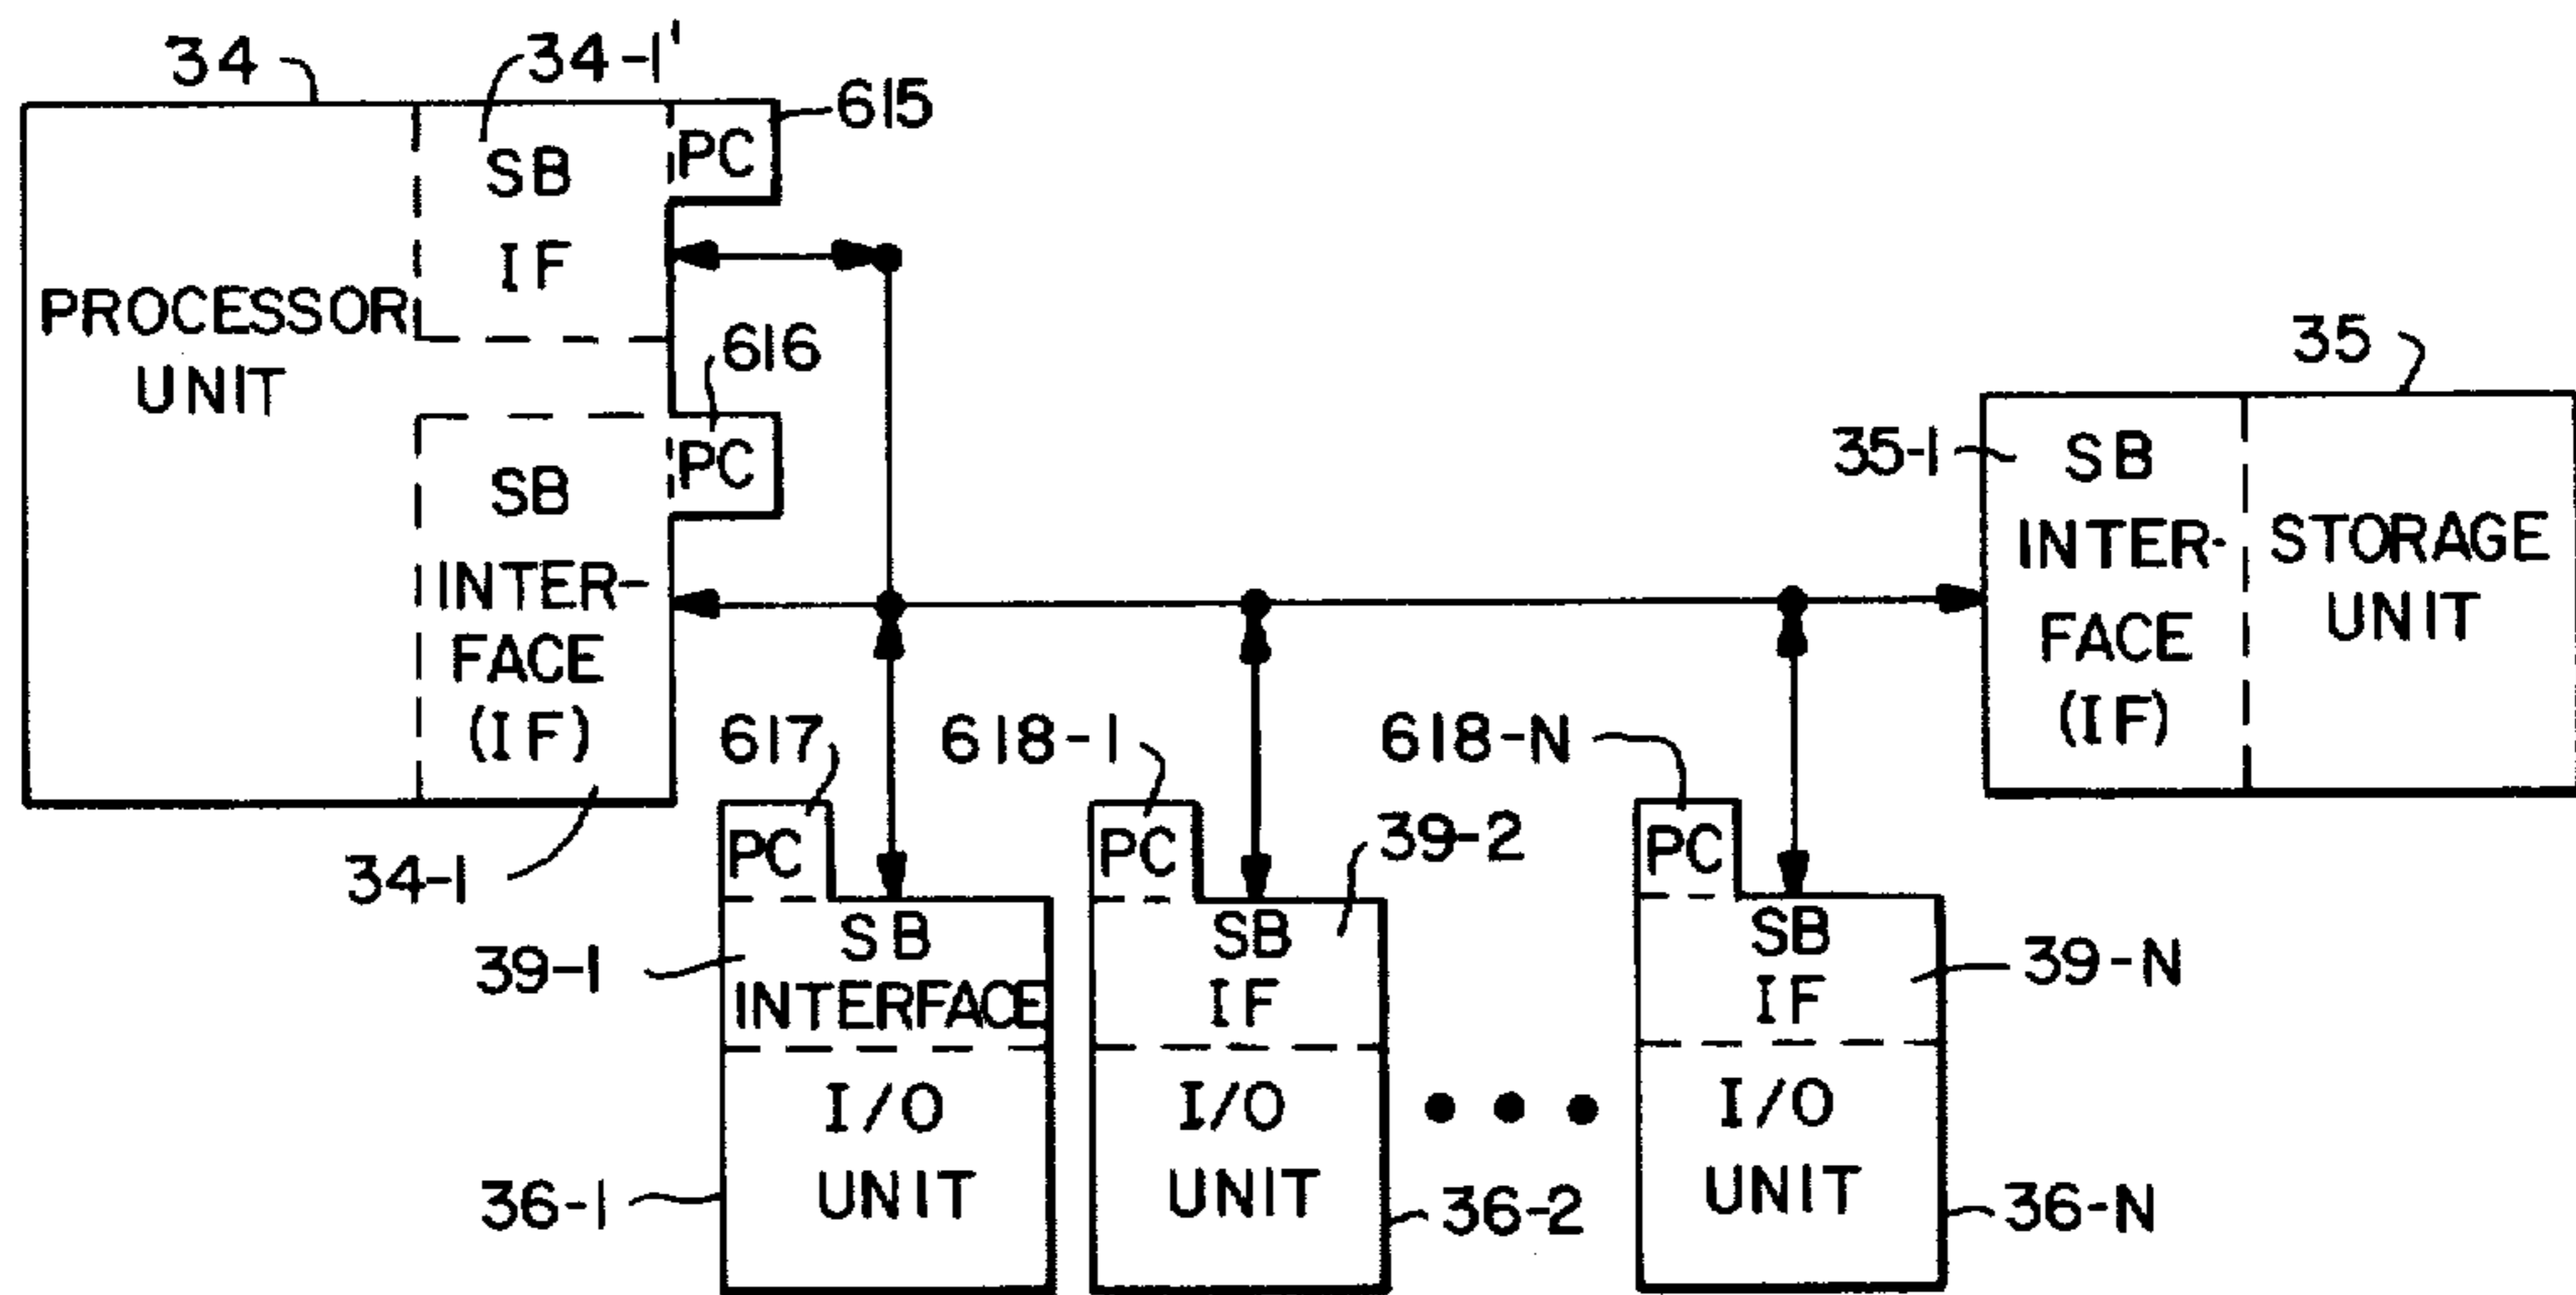 34
34-1'
615
PC
SB
IF
PROCESSOR
UNIT
616
PC
SB
INTER-
FACE
(IF)
34-1
35
35-1
SB
INTER-
FACE
(IF)
STORAGE
UNIT
617
PC
39-1
SB
INTERFACE
I/O
UNIT
36-1
618-1
PC
39-2
SB
IF
I/O
UNIT
36-2
618-N
PC
39-N
SB
IF
I/O
UNIT
36-N